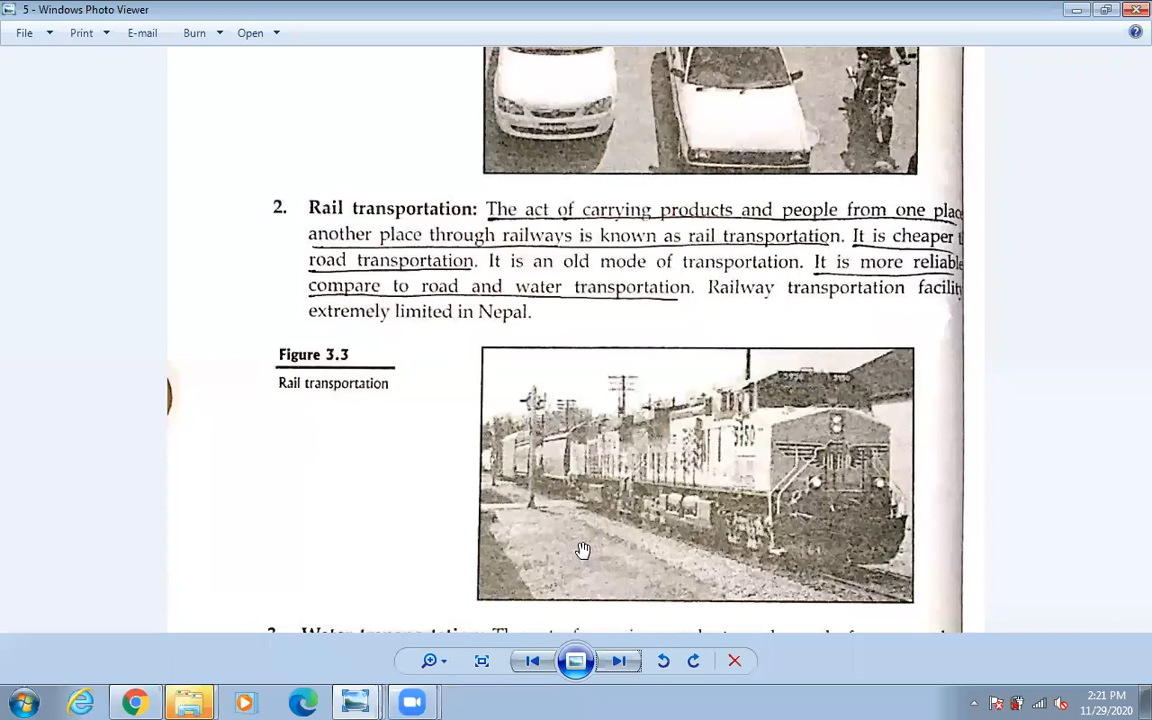 5 - Windows Photo Viewer
File Print E-mail Burn Open
2. Rail transportation: The act of carrying products and people from one
another place through railways is known as rail transportation. It is cheaper
road transportation. It is an old mode of transportation. It is more
compare to road and water transportation. Railway transportation
extremely limited in Nepal.
Figure 3.3
Rail transportation
2:21 PM
11/29/2020